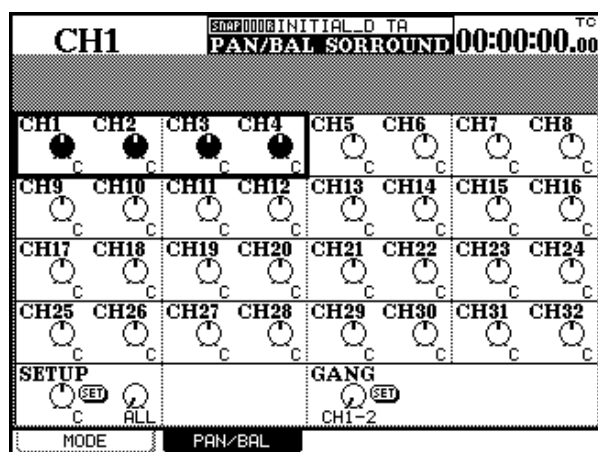 CH1 SNAP000B INITIAL_D TA TC
PAN/BAL SORROUND 00:00:00.00
CH1 CH2 CH3 CH4 CH5 CH6 CH7 CH8
C C C C C C C C
CH9 CH10 CH11 CH12 CH13 CH14 CH15 CH16
C C C C C C C C
CH17 CH18 CH19 CH20 CH21 CH22 CH23 CH24
C C C C C C C C
CH25 CH26 CH27 CH28 CH29 CH30 CH31 CH32
C C C C C C C C
SETUP GANG
SET SET
C ALL CH1-2
MODE PAN/BAL